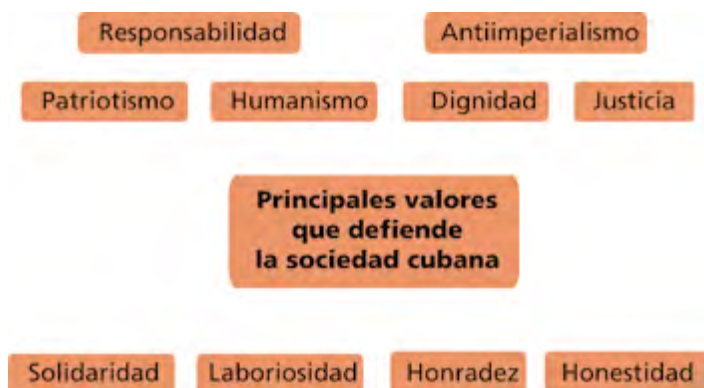 Responsabilidad Antiimperialismo
Patriotismo Humanismo Dignidad Justicia
Principales valores
que defiende
la sociedad cubana
Solidaridad Laboriosidad Honradez Honestidad